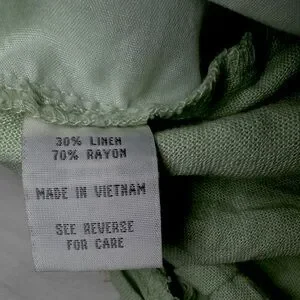 30% LINEN
70% RAYON
MADE IN VIETNAM
SEE REVERSE
FOR CARE